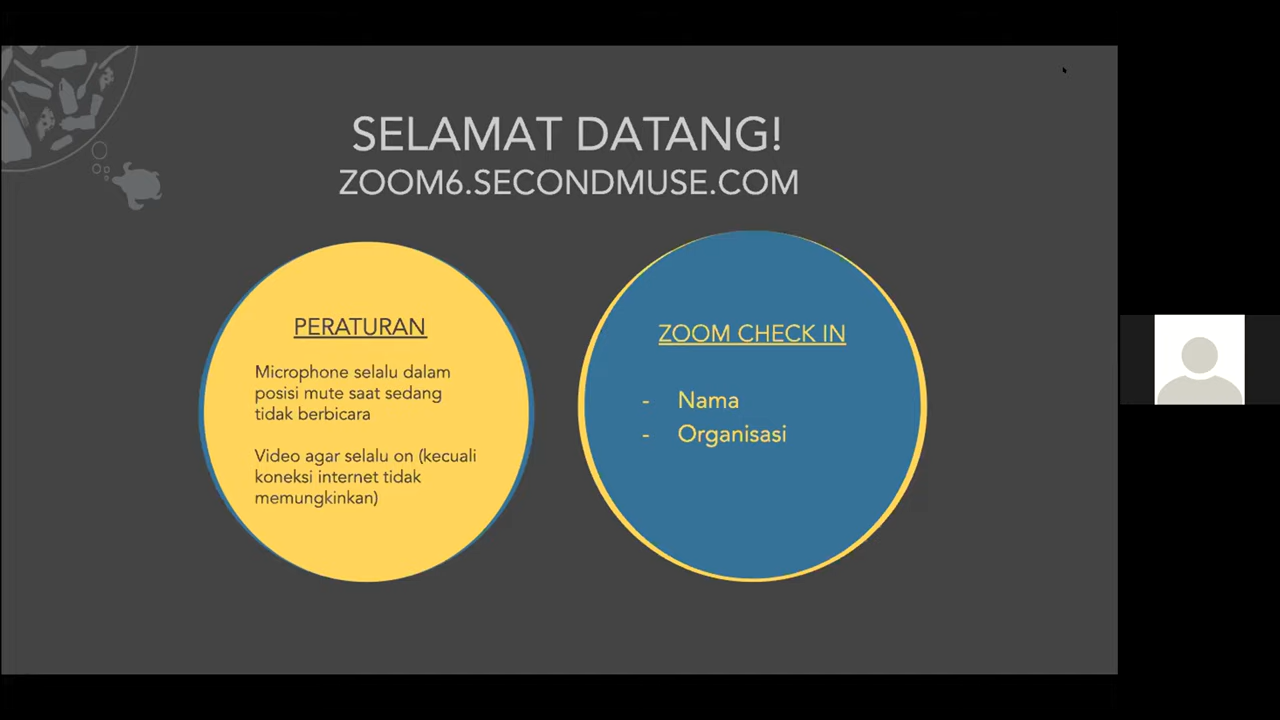 SELAMAT DATANG!
ZOOM6.SECONDMUSE.COM
PERATURAN
Microphone selalu dalam
posisi mute saat sedang
tidak berbicara
Video agar selalu on (kecuali
koneksi internet tidak
memungkinkan)
ZOOM CHECK IN
- Nama
- Organisasi